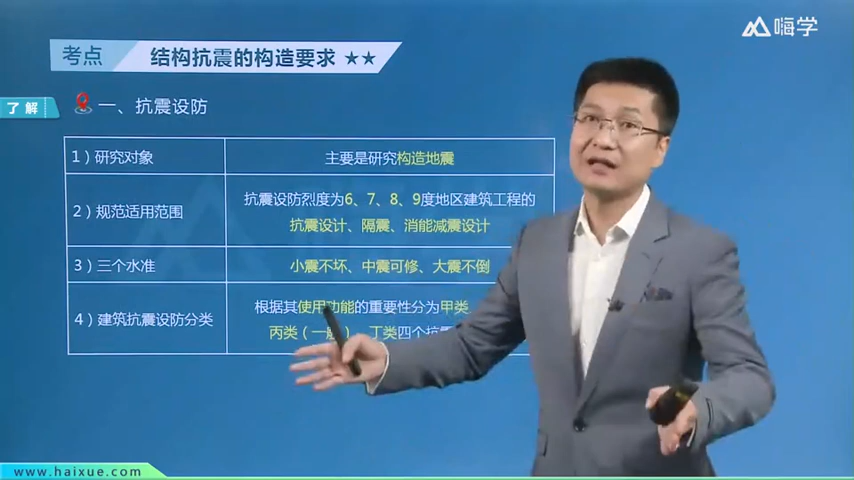 考点
结构抗震的构造要求 ★★
嗨学
了解
一、抗震设防
1）研究对象
主要是研究构造地震
2）规范适用范围
抗震设防烈度为6、7、8、9度地区建筑工程的
抗震设计、隔震、消能减震设计
3）三个水准
小震不坏、中震可修、大震不倒
4）建筑抗震设防分类
根据其使用功能的重要性分为甲类
丙类（一般）、丁类四个抗
www.haixue.com